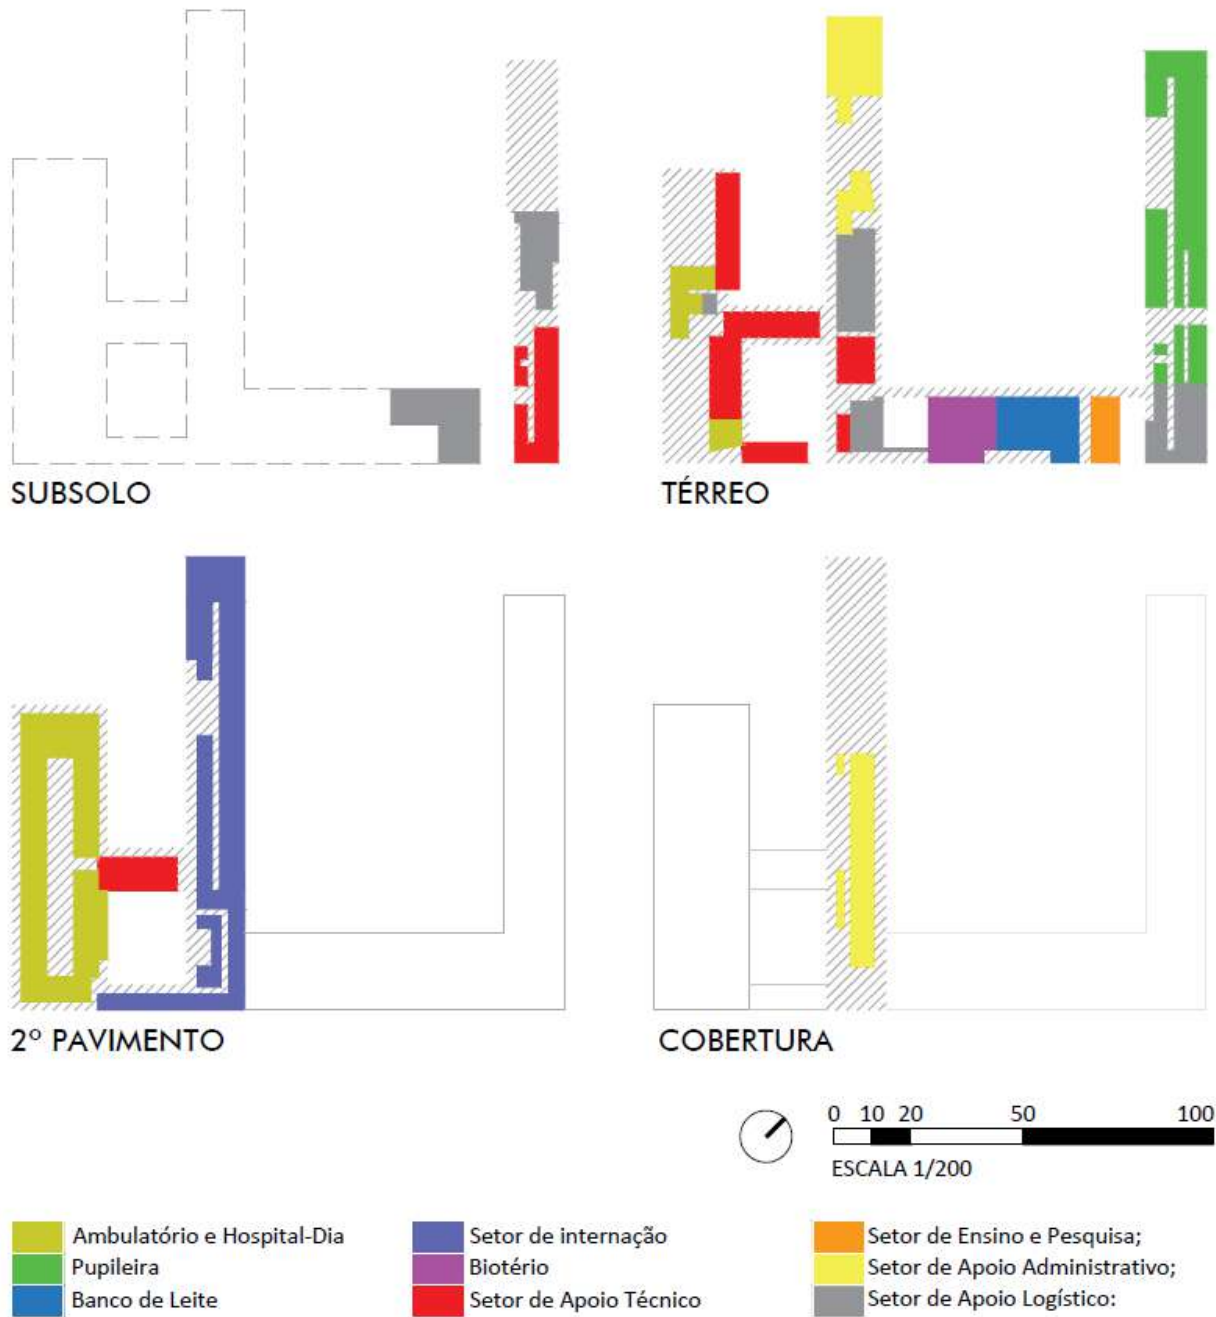 SUBSOLO
TÉRREO
2º PAVIMENTO
COBERTURA
0 10 20 50 100
ESCALA 1/200
Ambulatório e Hospital-Dia
Pupileira
Banco de Leite
Setor de internação
Biotério
Setor de Apoio Técnico
Setor de Ensino e Pesquisa;
Setor de Apoio Administrativo;
Setor de Apoio Logístico: